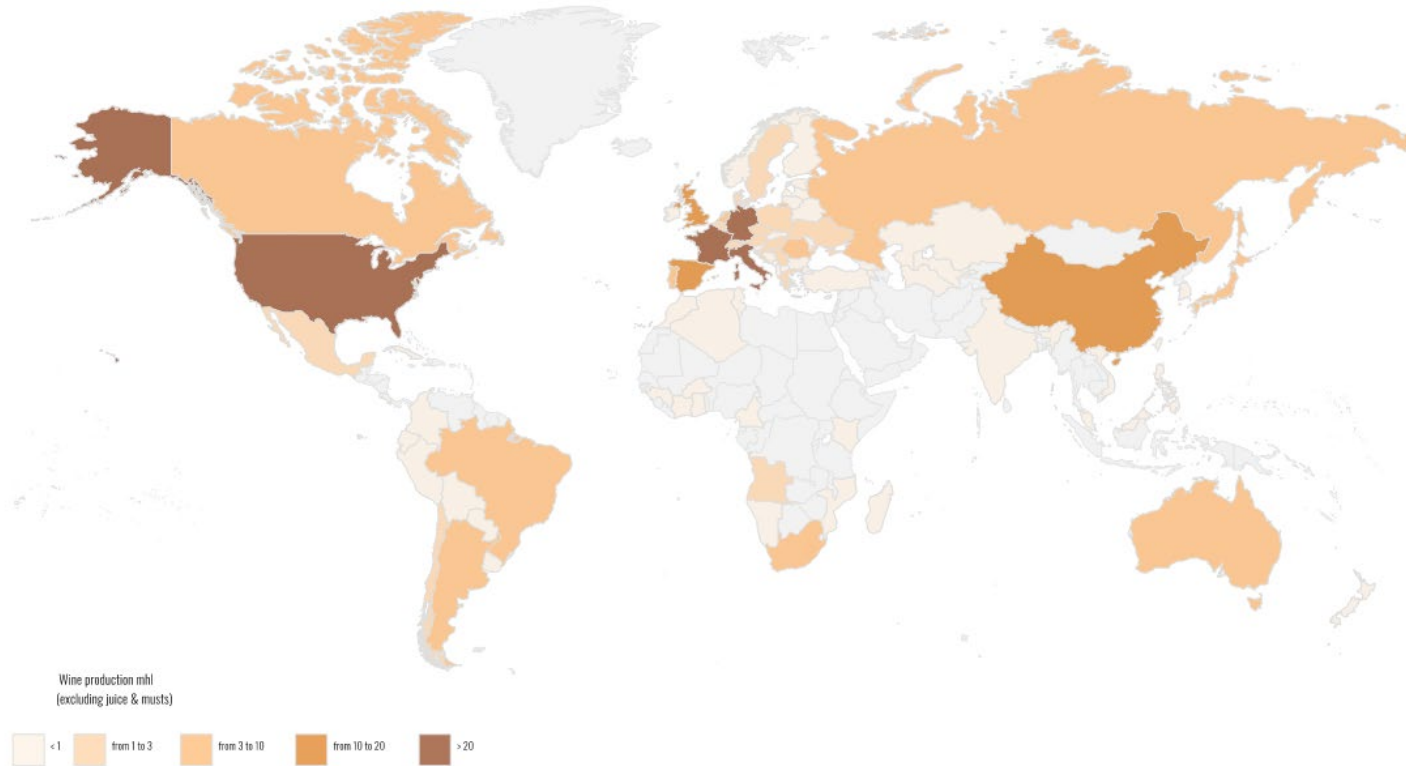 Wine production mhl
(excluding juice & musts)
< 1
from 1 to 3
from 3 to 10
from 10 to 20
> 20